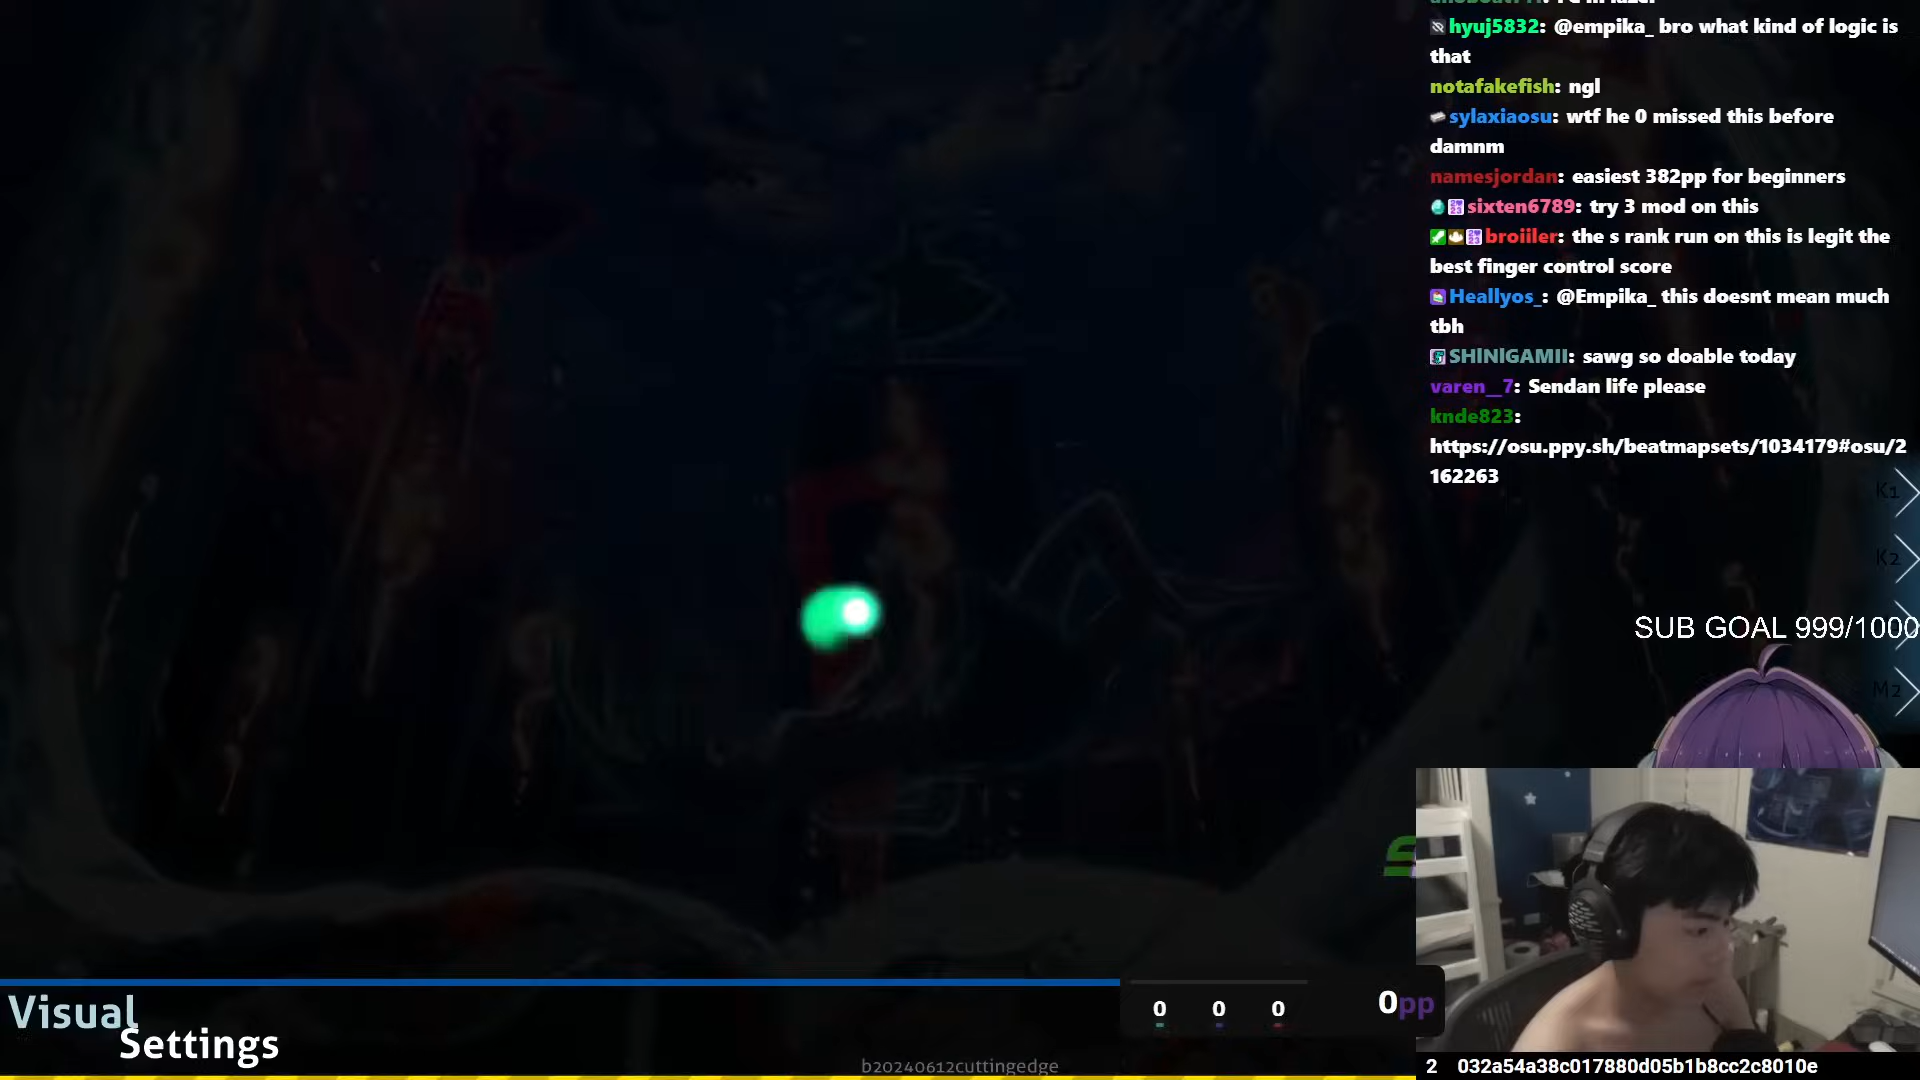 hyuj5832: @empika_ bro what kind of logic is
that
notafakefish: ngl
sylaxiaosu: wtf he 0 missed this before
damnm
namesjordan: easiest 382pp for beginners
sixten6789: try 3 mod on this
broiiler: the s rank run on this is legit the
best finger control score
Heallyos_: @Empika_ this doesnt mean much
tbh
SHINIGAMII: sawg so doable today
varen__7: Sendan life please
knde823:
https://osu.ppy.sh/beatmapsets/1034179#osu/2
162263
K1
K2
SUB GOAL 999/1000
M2
Visual
Settings
0 0 0
0pp
b20240612cuttingedge
2 032a54a38c017880d05b1b8cc2c8010e